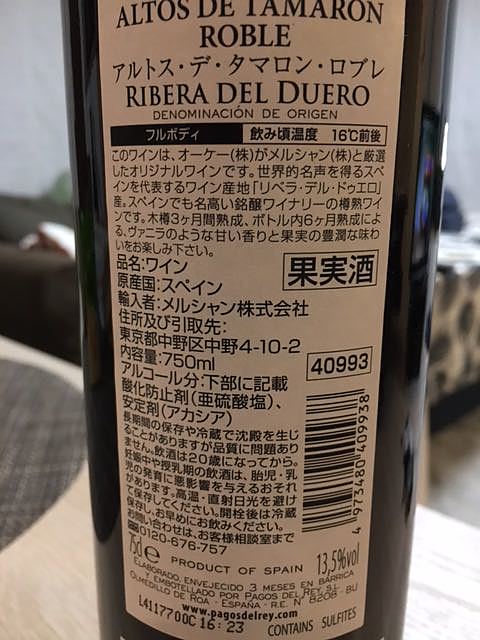 ALTOS DE TAMARÓN
ROBLE
アルトス・デ・タマロン・ロブレ
RIBERA DEL DUERO
DENOMINACIÓN DE ORIGEN
フルボディ 飲み頃温度 16℃前後
このワインは、オーケー(株)がメルシャン(株)と厳選
したオリジナルワインです。世界的名声を得るスペ
インを代表するワイン産地「リベラ・デル・ドゥエロ」
産。スペインでも名高い銘醸ワイナリーの樽熟ワイ
ンです。木樽3ヶ月間熟成、ボトル内6ヶ月熟成によ
る、ヴァニラのような甘い香りと果実の豊潤な味わ
いをお楽しみ下さい。
品名:ワイン
果実酒
原産国:スペイン
輸入者:メルシャン株式会社
住所及び引取先:
東京都中野区中野4-10-2
内容量:750ml
40993
アルコール分:下部に記載
酸化防止剤(亜硫酸塩)、
安定剤(アカシア)
長期間の保存や冷蔵で沈殿を生じ
ることがありますが品質に問題あり
ません。飲酒は20歳になってから。
妊娠中や授乳期の飲酒は、胎児・乳
児の発育に悪影響を与えるおそれ
があります。高温・直射日光を避け
て保存してください。開栓後は冷蔵
保存し、お早めにお飲みください。
お問い合わせは、お客様相談室まで
0120-676-757
4 973480 409938
75cl e PRODUCT OF SPAIN 13,5%vol
ELABORADO, ENVEJECIDO 3 MESES EN BARRICA
Y EMBOTELLADO POR PAGOS DEL REY S.L.
OLMEDILLO DE ROA - ESPAÑA - R.E. Nº 8208 - BU
www.pagosdelrey.com
1411770OC 16:23 CONTAINS SULFITES